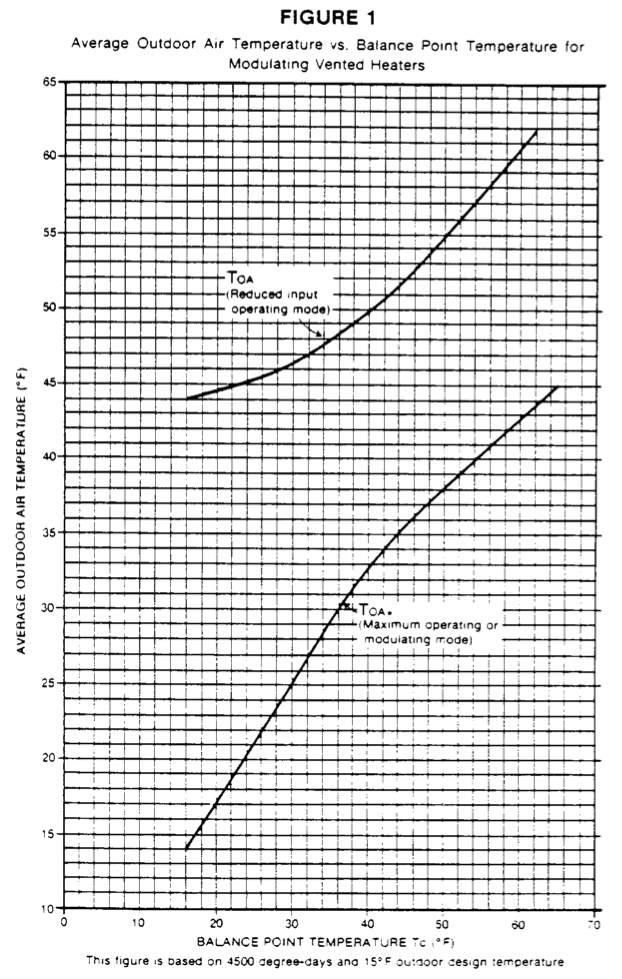 FIGURE 1
Average Outdoor Air Temperature vs. Balance Point Temperature for
Modulating Vented Heaters
65
60
55
50
45
40
35
30
25
20
15
10
AVERAGE OUTDOOR AIR TEMPERATURE (°F)
TOA
(Reduced input
operating mode)
TOA*
(Maximum operating or
modulating mode)
0 10 20 30 40 50 60 70
BALANCE POINT TEMPERATURE Tc (°F)
This figure is based on 4500 degree-days and 15°F outdoor design temperature